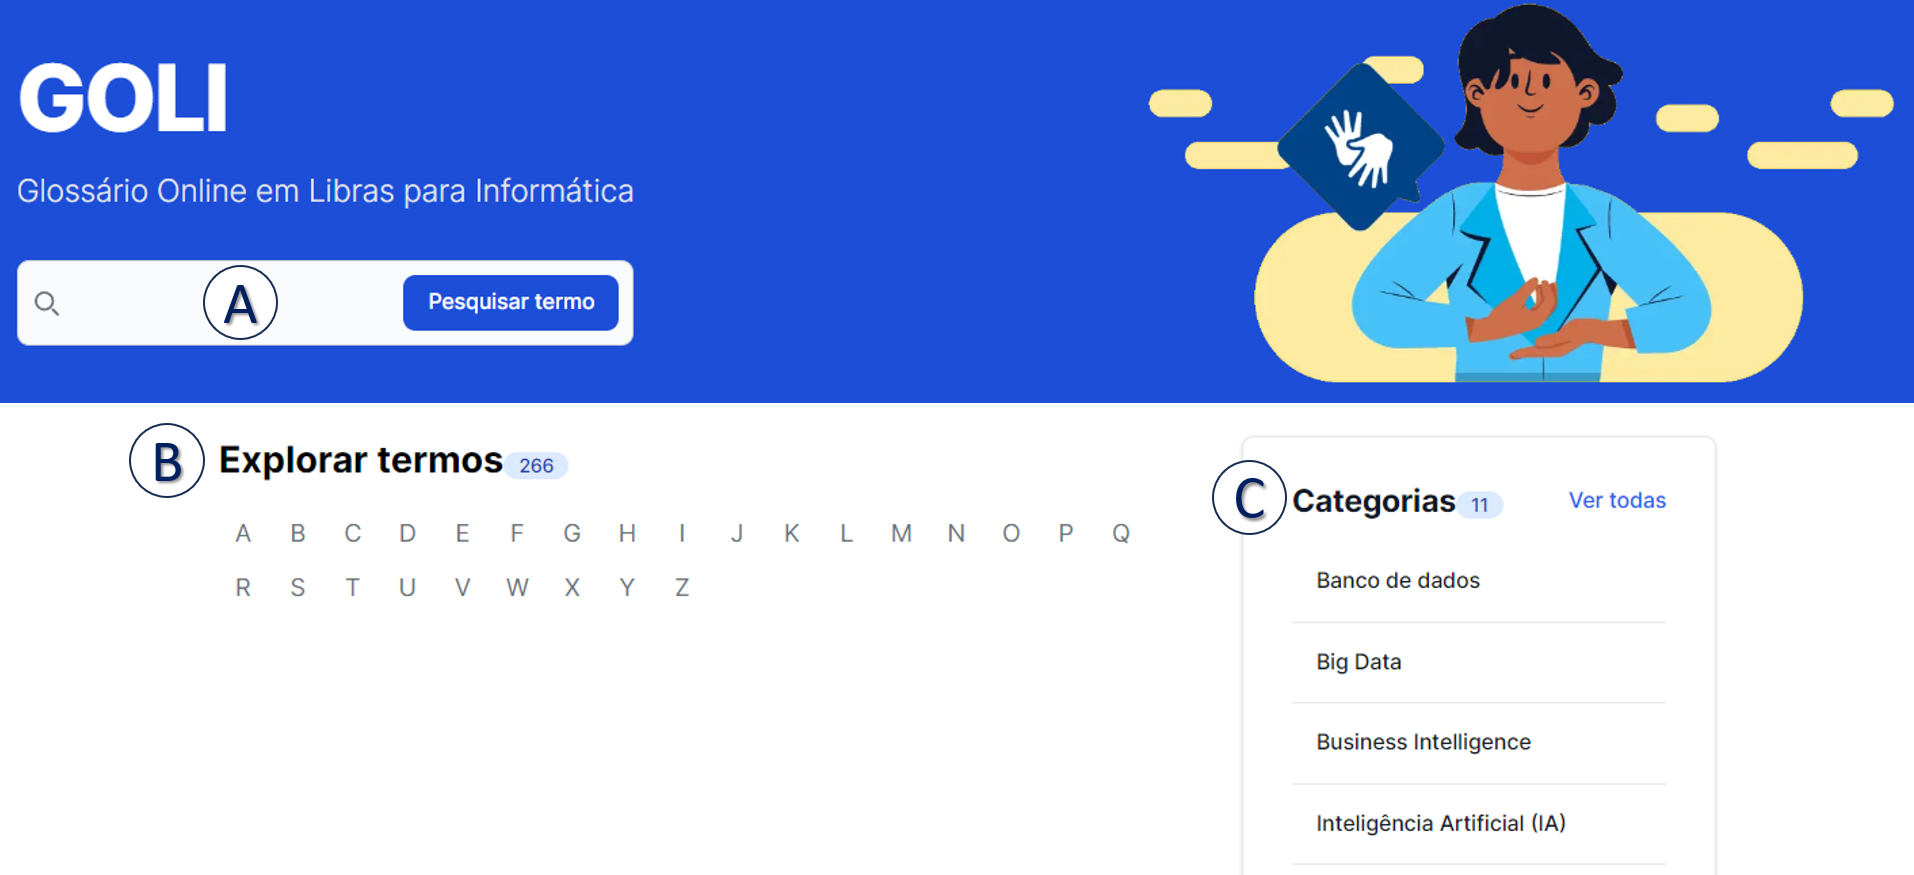 GOLI
Glossário Online em Libras para Informática
A
Pesquisar termo
B
Explorar termos 266
A B C D E F G H I J K L M N O P Q
R S T U V W X Y Z
C
Categorias 11 Ver todas
Banco de dados
Big Data
Business Intelligence
Inteligência Artificial (IA)